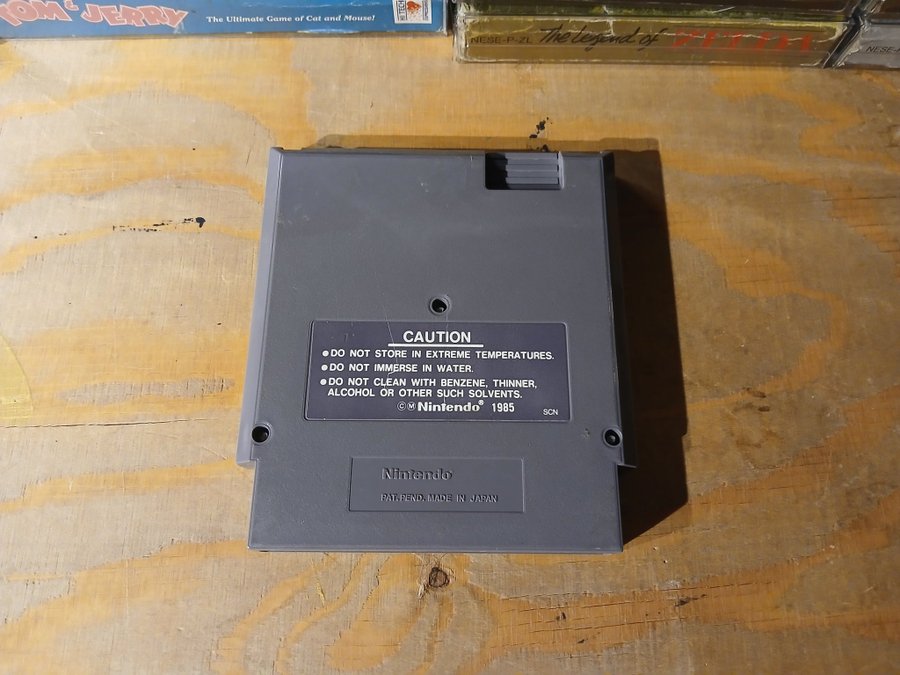 TOM & JERRY The Ultimate Game of Cat and Mouse!
NESE-P-ZL The Legend of ZELDA
NESE-
CAUTION
●DO NOT STORE IN EXTREME TEMPERATURES.
●DO NOT IMMERSE IN WATER.
●DO NOT CLEAN WITH BENZENE, THINNER,
ALCOHOL OR OTHER SUCH SOLVENTS.
©Ⓜ Nintendo® 1985 SCN
Nintendo
PAT. PEND. MADE IN JAPAN